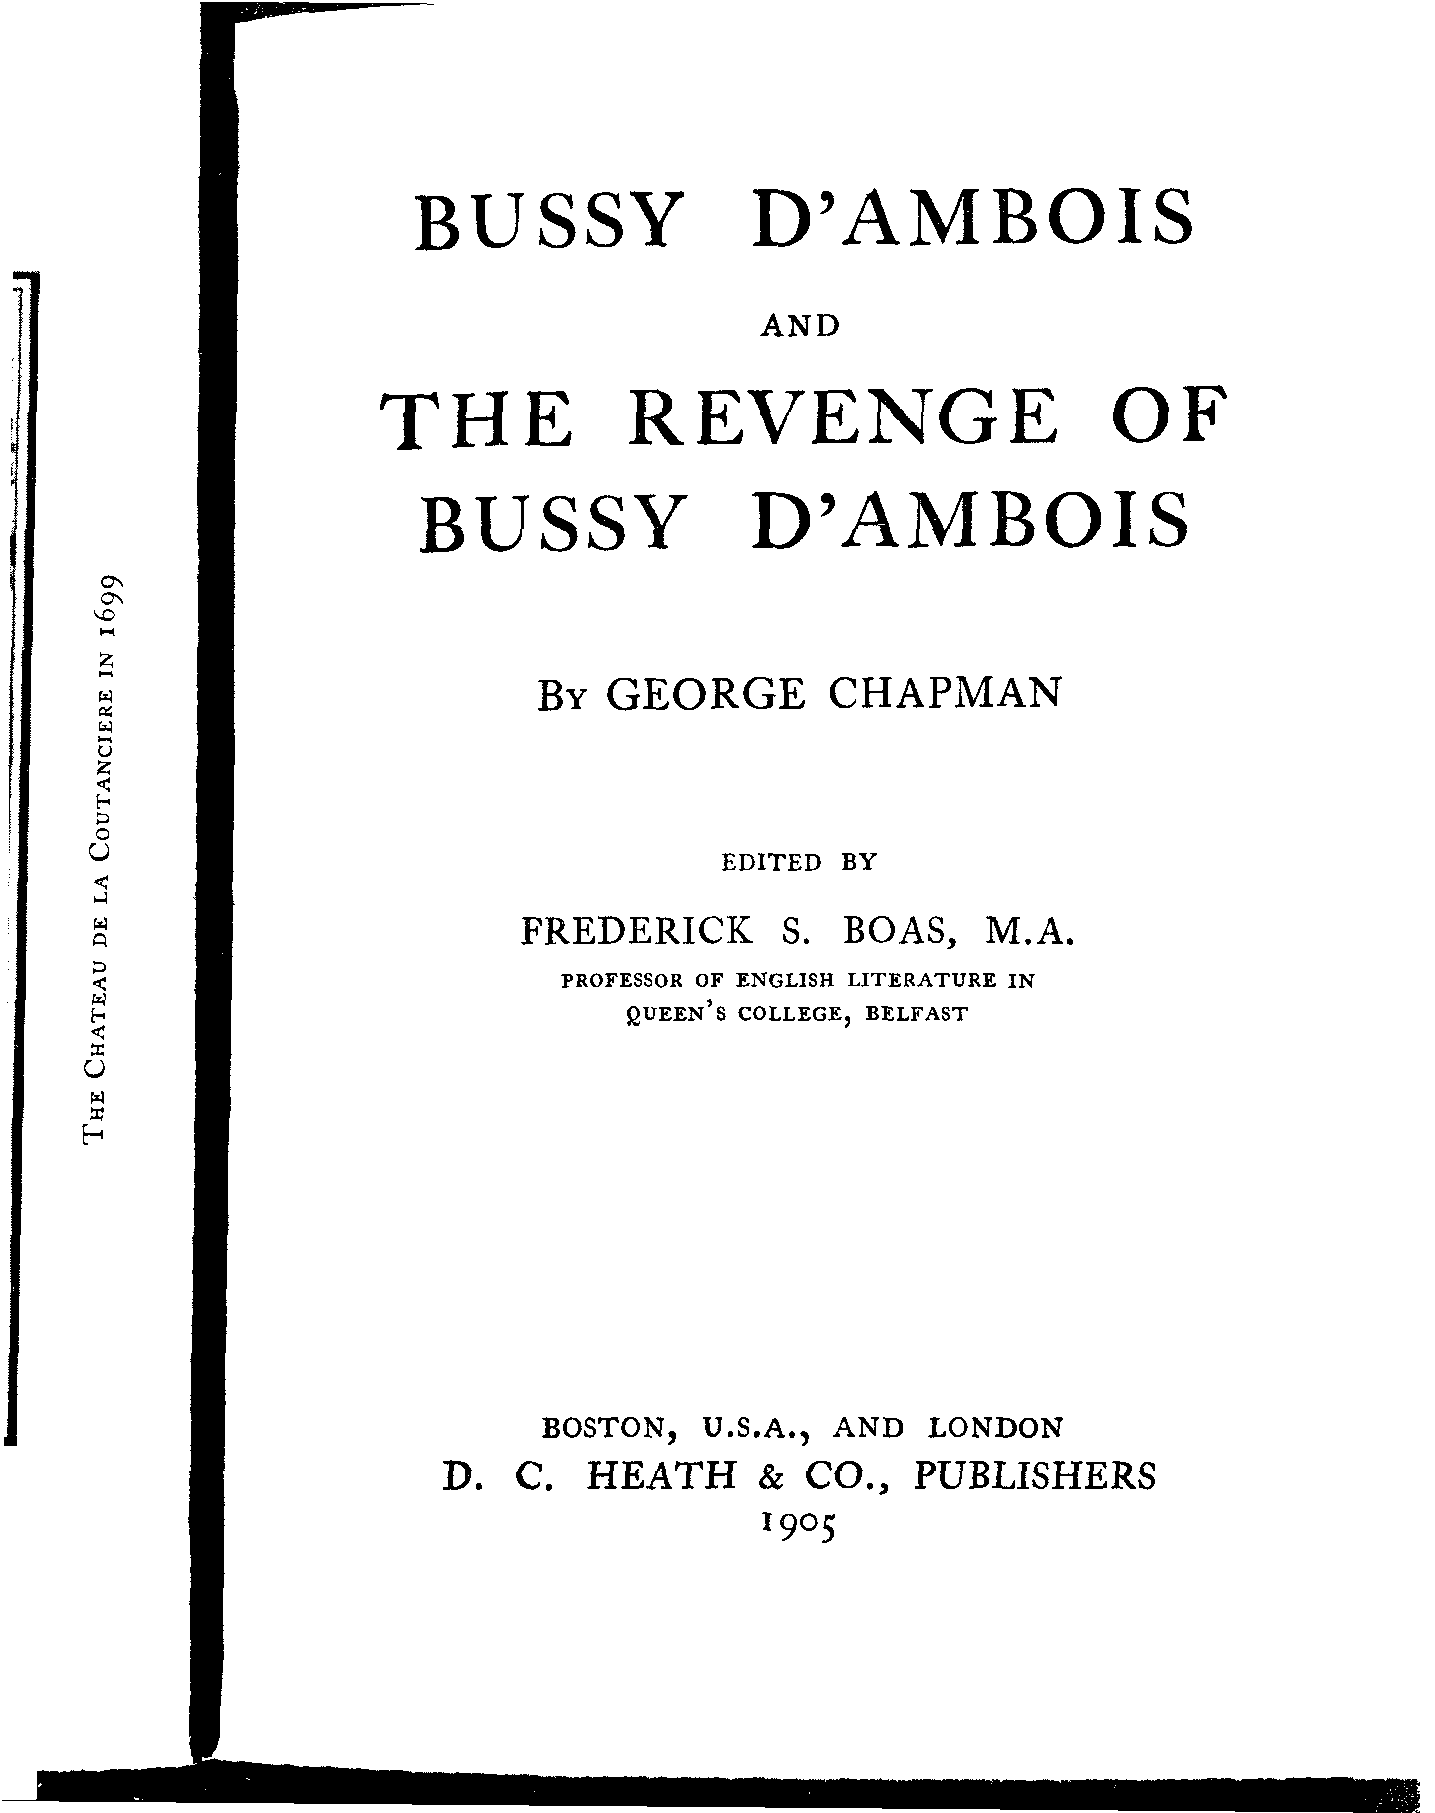 THE CHATEAU DE LA COUTANCIERE IN 1699
BUSSY D'AMBOIS
AND
THE REVENGE OF
BUSSY D'AMBOIS
BY GEORGE CHAPMAN
EDITED BY
FREDERICK S. BOAS, M.A.
PROFESSOR OF ENGLISH LITERATURE IN
QUEEN'S COLLEGE, BELFAST
BOSTON, U.S.A., AND LONDON
D. C. HEATH & CO., PUBLISHERS
1905